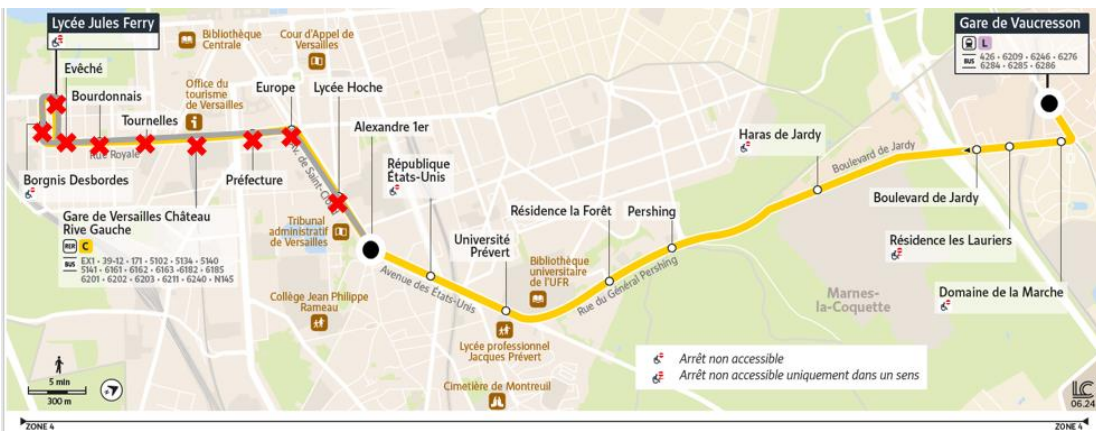 Lycée Jules Ferry
Evêché
Bourdonnais
Tournelles
Bibliothèque
Centrale
Office du
tourisme
de Versailles
Cour d'Appel de
Versailles
Europe
Lycée Hoche
Alexandre 1er
République
États-Unis
Gare de Vaucresson
L
BUS 426 • 6209 • 6246 • 6276
6284 • 6285 • 6286
Haras de Jardy
Boulevard de Jardy
Boulevard de Jardy
Résidence les Lauriers
Domaine de la Marche
Marnes-
la-Coquette
Rue Royale
Av. de Saint-Cloud
Borgnis Desbordes
Préfecture
Gare de Versailles Château
Rive Gauche
RER C
BUS EX1 • 39-12 • 171 • 5102 • 5134 • 5140
5141 • 6161 • 6162 • 6163 • 6182 • 6185
6201 • 6202 • 6203 • 6211 • 6240 • N145
Tribunal
administratif
de Versailles
Avenue des États-Unis
Université
Prévert
Résidence la Forêt
Pershing
Bibliothèque
universitaire
de l'UFR
Rue du Général Pershing
Collège Jean Philippe
Rameau
Lycée professionnel
Jacques Prévert
Cimetière de Montreuil
Arrêt non accessible
Arrêt non accessible uniquement dans un sens
5 min
300 m
LC
06.24
ZONE 4
ZONE 4